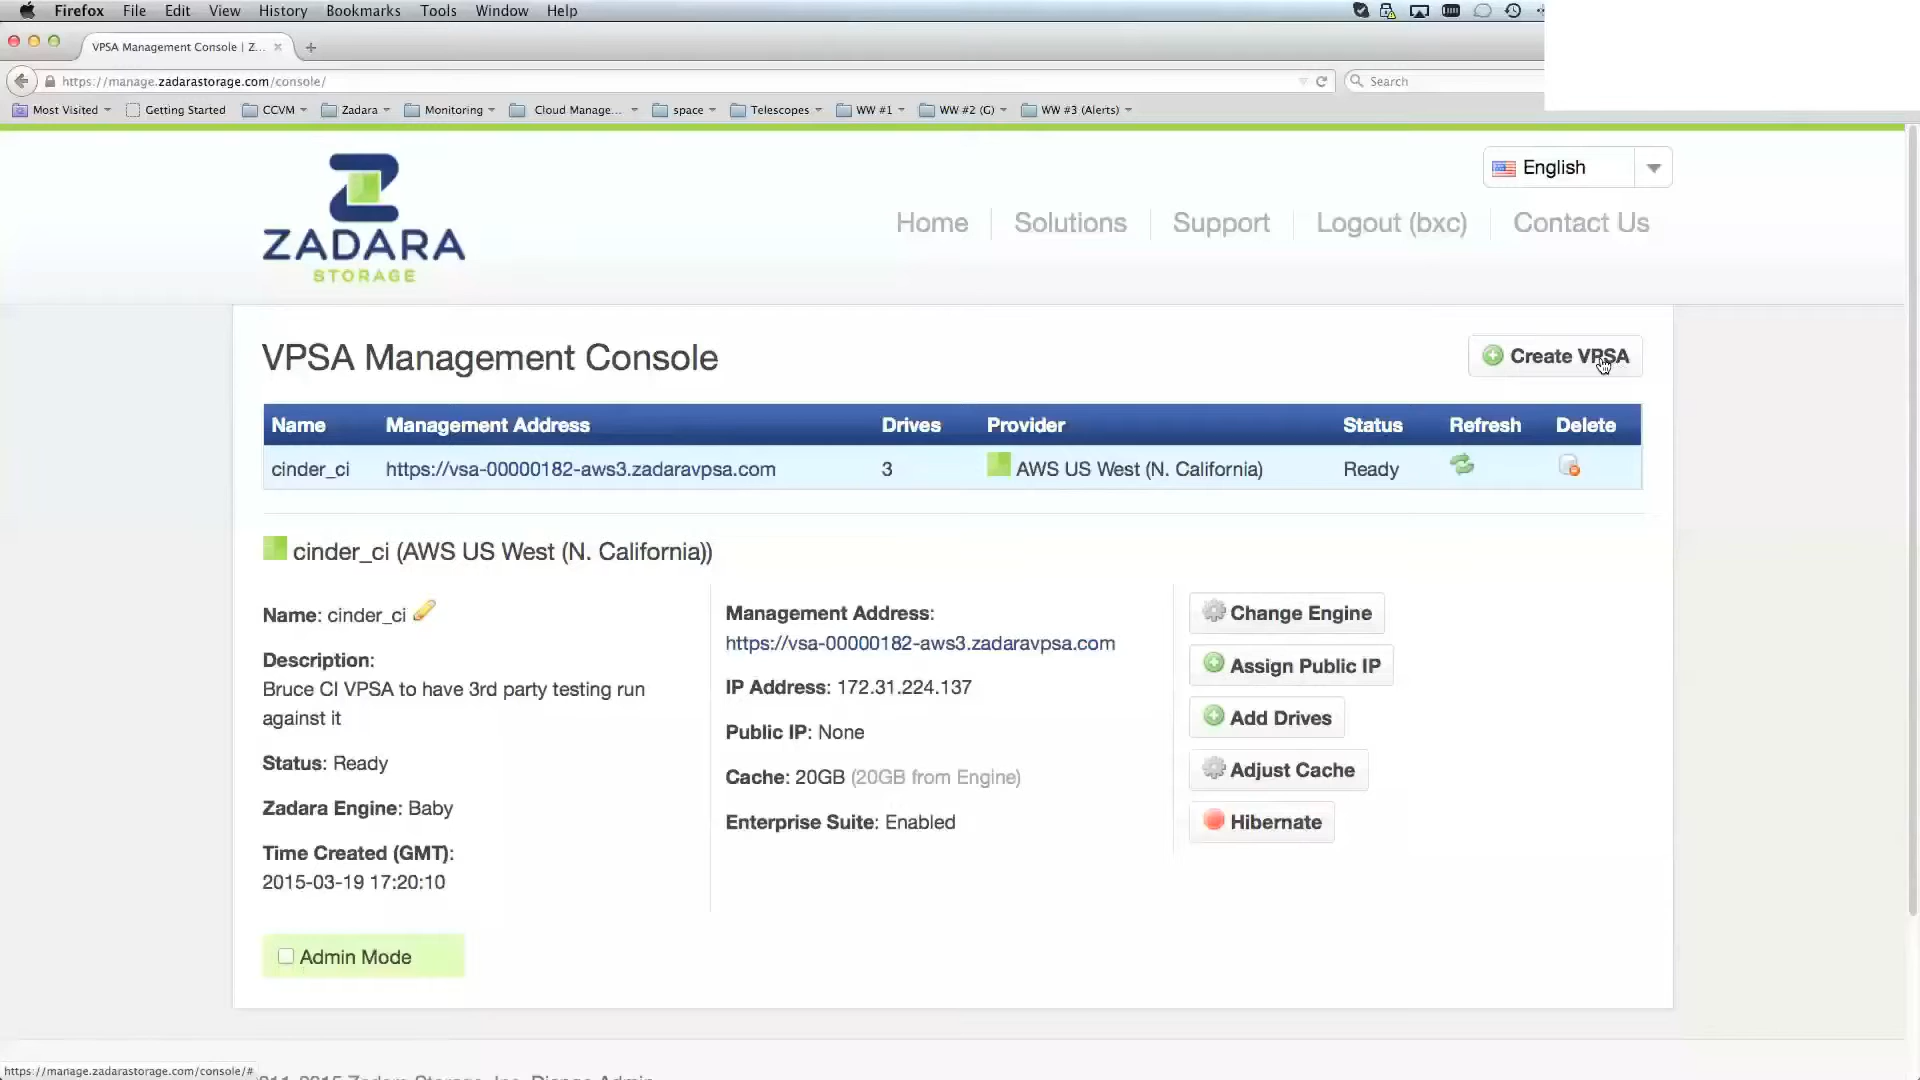 Firefox File Edit View History Bookmarks Tools Window Help
VPSA Management Console | Z...
https://manage.zadarastorage.com/console/
Search
Most Visited Getting Started CCVM Zadara Monitoring Cloud Manage... space Telescopes WW #1 WW #2 (G) WW #3 (Alerts)
ZADARA
STORAGE
English
Home Solutions Support Logout (bxc) Contact Us
VPSA Management Console
Create VPSA
Name Management Address Drives Provider Status Refresh Delete
cinder_ci https://vsa-00000182-aws3.zadaravpsa.com 3 AWS US West (N. California) Ready
cinder_ci (AWS US West (N. California))
Name: cinder_ci
Description:
Bruce CI VPSA to have 3rd party testing run
against it
Status: Ready
Zadara Engine: Baby
Time Created (GMT):
2015-03-19 17:20:10
Management Address:
https://vsa-00000182-aws3.zadaravpsa.com
IP Address: 172.31.224.137
Public IP: None
Cache: 20GB (20GB from Engine)
Enterprise Suite: Enabled
Change Engine
Assign Public IP
Add Drives
Adjust Cache
Hibernate
Admin Mode
https://manage.zadarastorage.com/console/#
2015 Zadara Storage, Inc. Django Admin